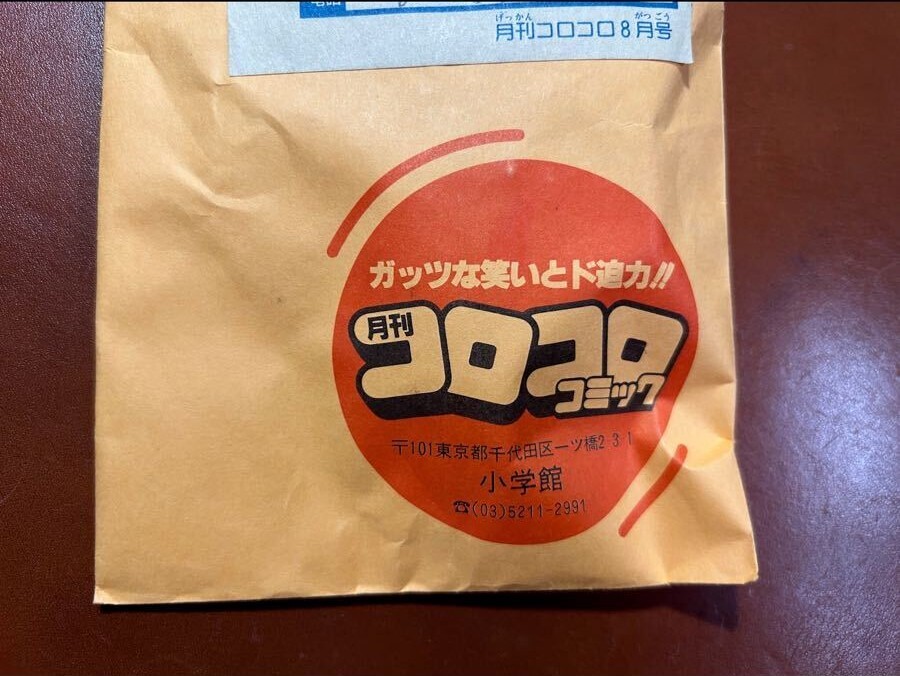 月刊コロコロ8月号
ガッツな笑いとド迫力!!
月刊
コロコロ
コミック
〒101東京都千代田区一ツ橋2 3 1
小学館
☎(03)5211-2991